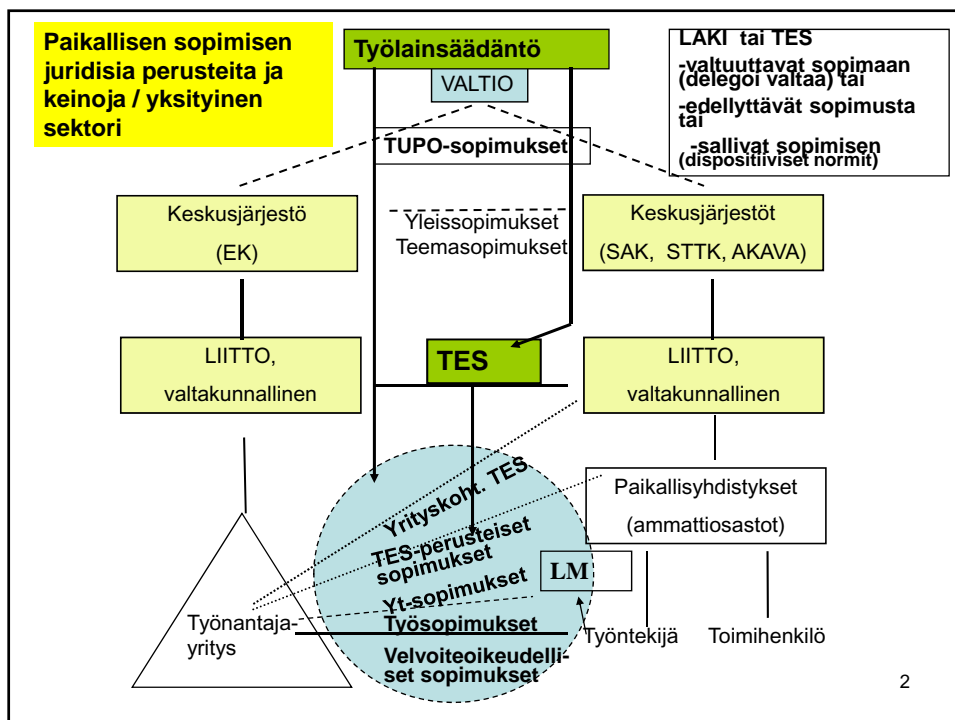 Paikallisen sopimisen
juridisia perusteita ja
keinoja / yksityinen
sektori
Työlainsäädäntö
VALTIO
LAKI tai TES
-valtuuttavat sopimaan
(delegoi valtaa) tai
-edellyttävät sopimusta
tai
-sallivat sopimisen
(dispositiiviset normit)
TUPO-sopimukset
Keskusjärjestö
(EK)
Yleissopimukset
Teemasopimukset
Keskusjärjestöt
(SAK, STTK, AKAVA)
LIITTO,
valtakunnallinen
TES
LIITTO,
valtakunnallinen
Yrityskoht. TES
TES-perusteiset
sopimukset
Yt-sopimukset
Työsopimukset
Velvoiteoikeudelli-
set sopimukset
Paikallisyhdistykset
(ammattiosastot)
LM
Työnantaja-
yritys
Työntekijä
Toimihenkilö
2